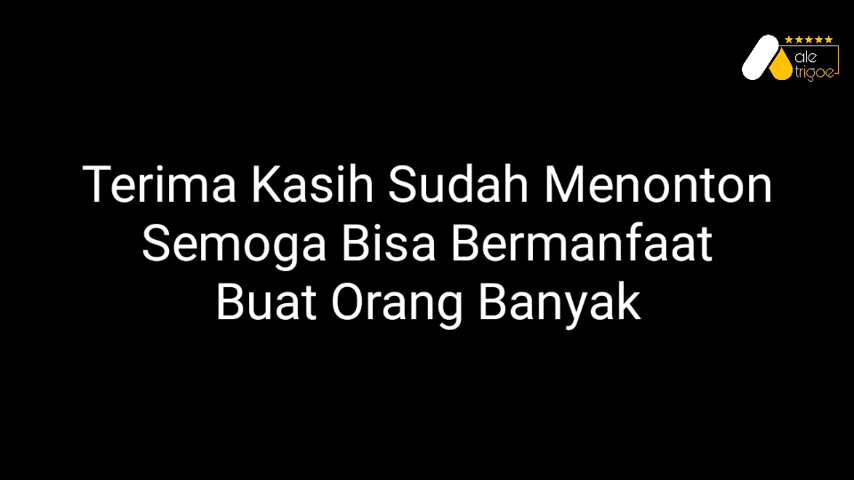 ale
trigoe
Terima Kasih Sudah Menonton
Semoga Bisa Bermanfaat
Buat Orang Banyak